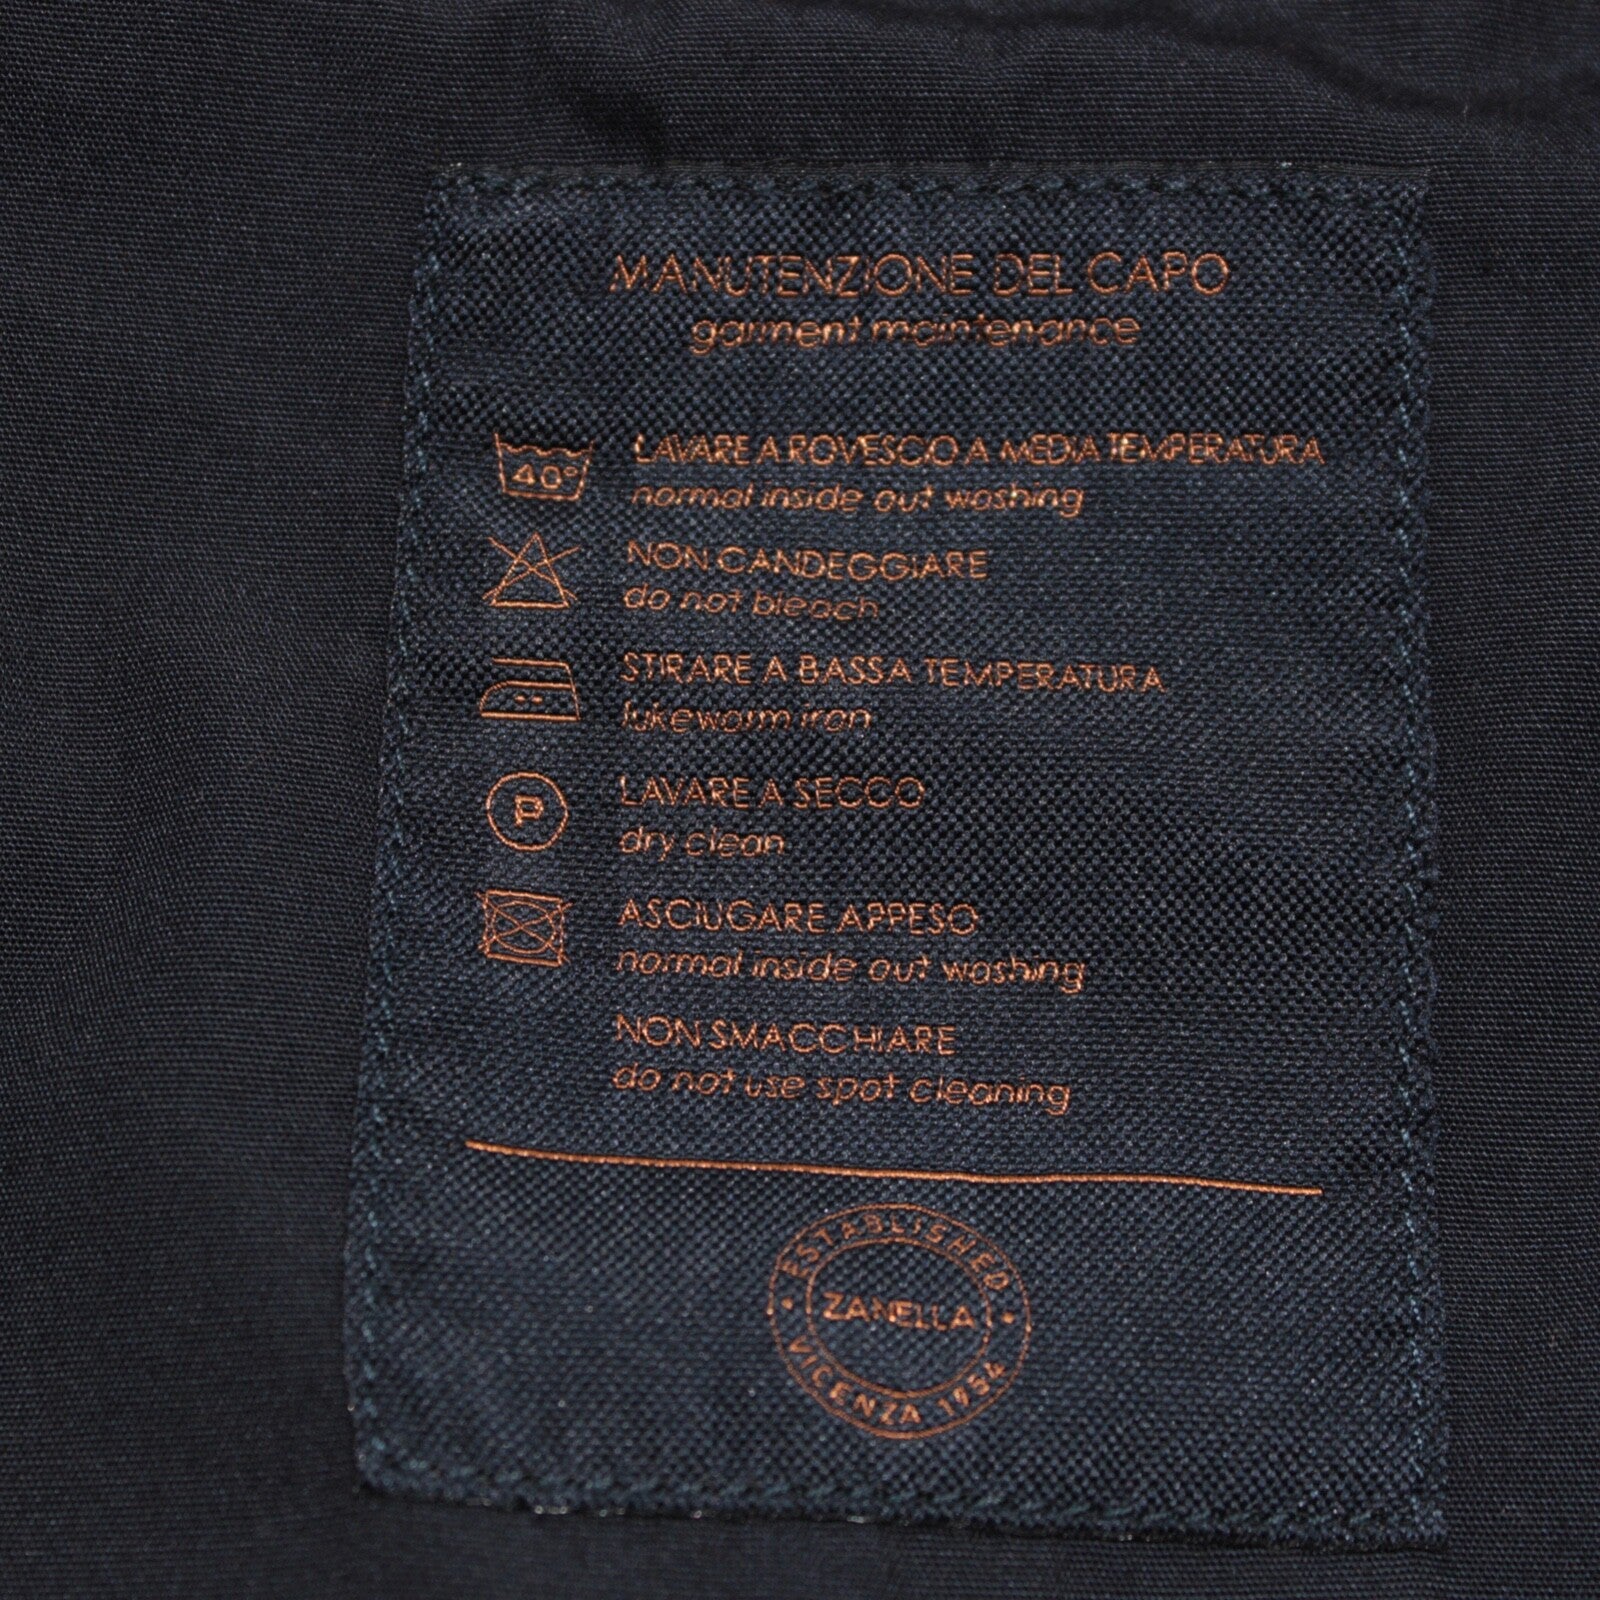 MANUTENZIONE DEL CAPO
garment maintenance
40°
LAVARE A ROVESCO A MEDIA TEMPERATURA
normal inside out washing
NON CANDEGGIARE
do not bleach
STIRARE A BASSA TEMPERATURA
lukewarm iron
P
LAVARE A SECCO
dry clean
ASCIUGARE APPESO
normal inside out washing
NON SMACCHIARE
do not use spot cleaning
ESTABLISHED
ZANELLA
VICENZA 1954